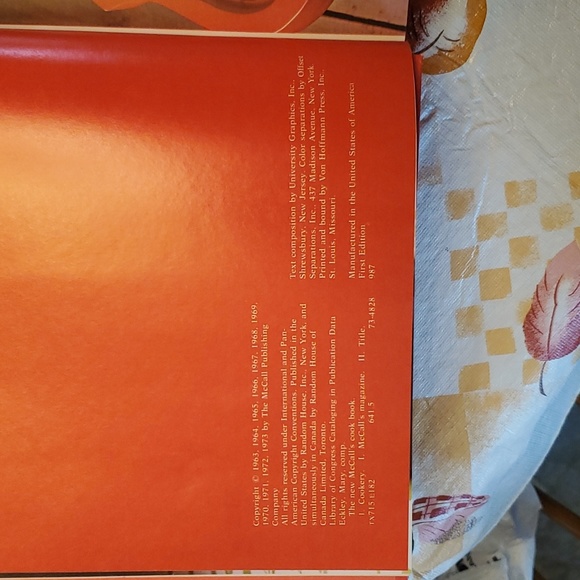 Copyright © 1963, 1964, 1965, 1966, 1967, 1968, 1969,
1970, 1971, 1972, 1973 by The McCall Publishing
Company
All rights reserved under International and Pan-
American Copyright Conventions. Published in the
United States by Random House, Inc., New York, and
simultaneously in Canada by Random House of
Canada Limited, Toronto.
Library of Congress Cataloging in Publication Data
Eckley, Mary, comp.
The new McCall's cook book.
1. Cookery. I. McCall's magazine. II. Title.
TX715.E182 641.5 73-4828
Text composition by University Graphics, Inc.,
Shrewsbury, New Jersey. Color separations by Offset
Separations, Inc., 437 Madison Avenue, New York.
Printed and bound by Von Hoffmann Press, Inc.,
St. Louis, Missouri.
Manufactured in the United States of America
First Edition
987